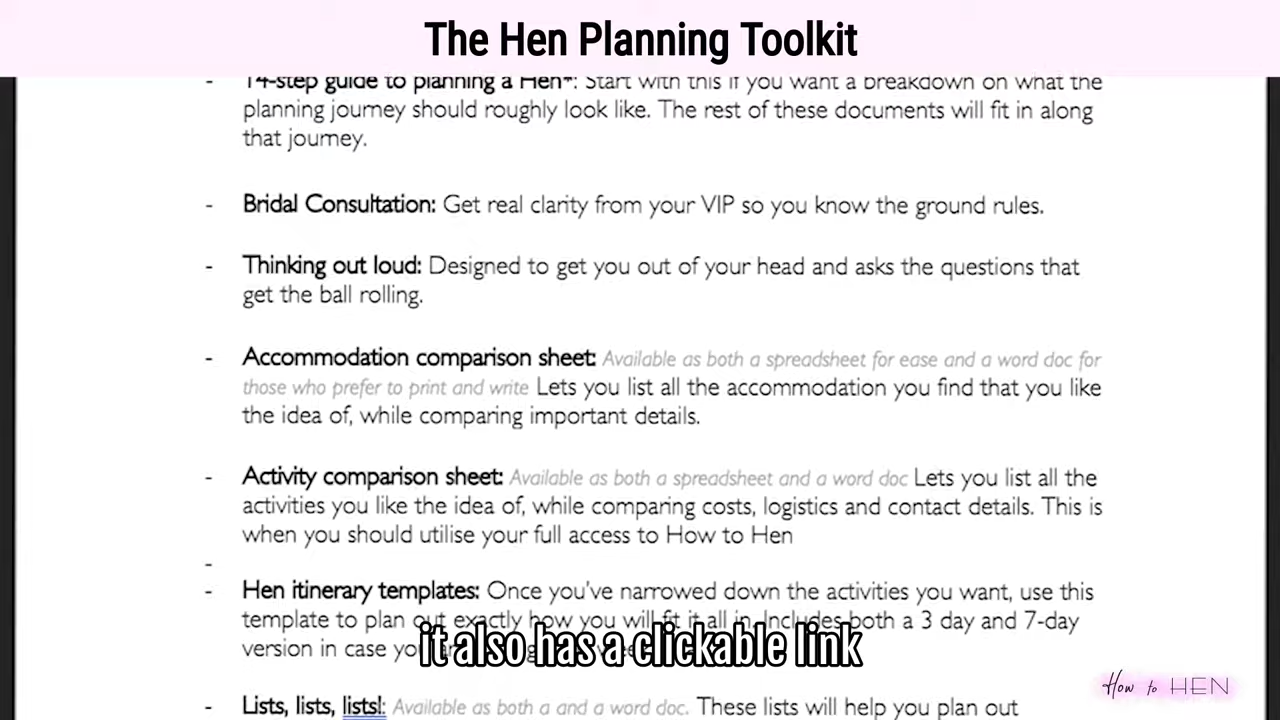 The Hen Planning Toolkit
- 14-step guide to planning a Hen*: Start with this if you want a breakdown on what the
planning journey should roughly look like. The rest of these documents will fit in along
that journey.
- Bridal Consultation: Get real clarity from your VIP so you know the ground rules.
- Thinking out loud: Designed to get you out of your head and asks the questions that
get the ball rolling.
- Accommodation comparison sheet: Available as both a spreadsheet for ease and a word doc for
those who prefer to print and write Lets you list all the accommodation you find that you like
the idea of, while comparing important details.
- Activity comparison sheet: Available as both a spreadsheet and a word doc Lets you list all the
activities you like the idea of, while comparing costs, logistics and contact details. This is
when you should utilise your full access to How to Hen
-
- Hen itinerary templates: Once you've narrowed down the activities you want, use this
template to plan out exactly how you will fit it all in. Includes both a 3 day and 7-day
version in case you
it also has a clickable link
How to HEN
- Lists, lists, lists!: Available as both a and a word doc. These lists will help you plan out